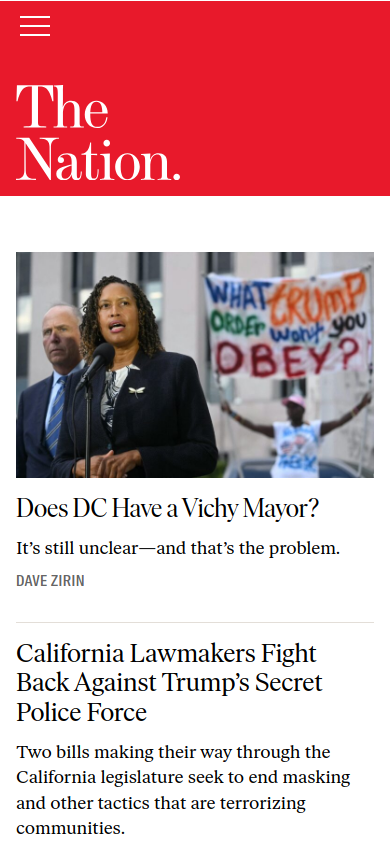 The
Nation.
WHAT TRUMP
ORDER WON'T YOU
OBEY?
Does DC Have a Vichy Mayor?
It's still unclear—and that's the problem.
DAVE ZIRIN
California Lawmakers Fight
Back Against Trump's Secret
Police Force
Two bills making their way through the
California legislature seek to end masking
and other tactics that are terrorizing
communities.